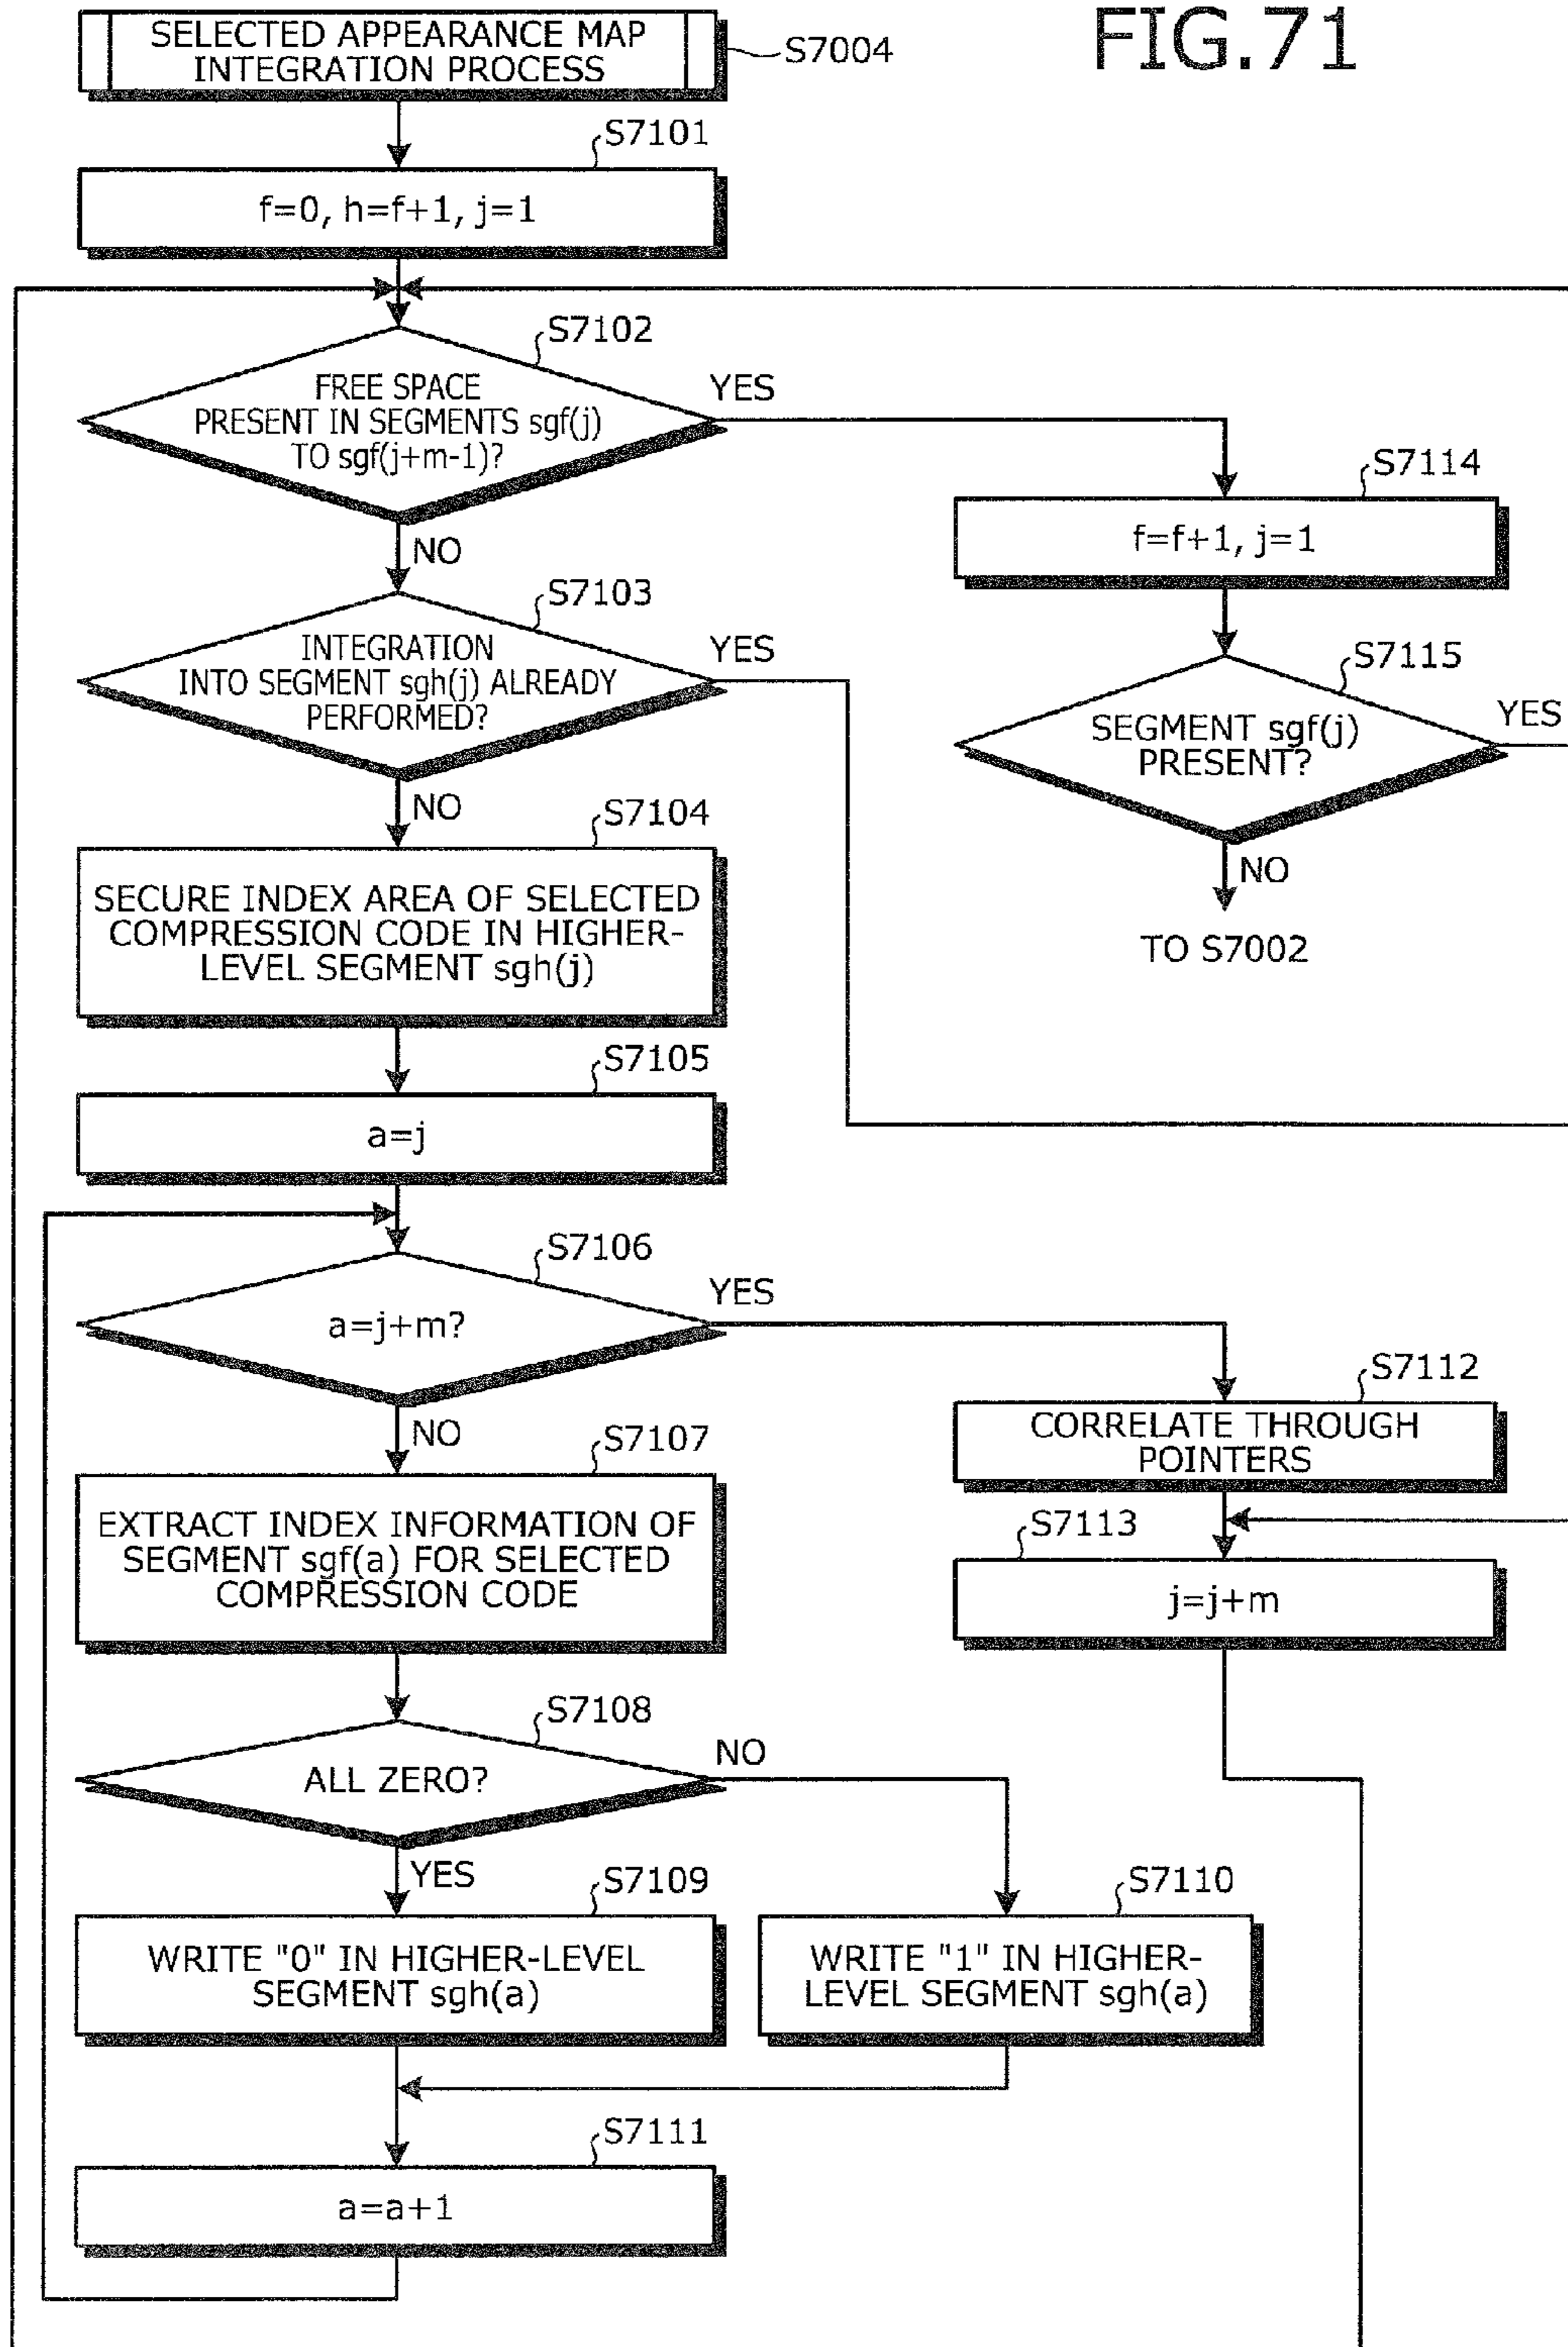 FIG.71
SELECTED APPEARANCE MAP
INTEGRATION PROCESS
S7004
S7101
f=0, h=f+1, j=1
S7102
FREE SPACE
PRESENT IN SEGMENTS sgf(j)
TO sgf(j+m-1)?
YES
NO
S7114
f=f+1, j=1
S7103
INTEGRATION
INTO SEGMENT sgh(j) ALREADY
PERFORMED?
YES
NO
S7115
SEGMENT sgf(j)
PRESENT?
YES
NO
TO S7002
S7104
SECURE INDEX AREA OF SELECTED
COMPRESSION CODE IN HIGHER-
LEVEL SEGMENT sgh(j)
S7105
a=j
S7106
a=j+m?
YES
NO
S7112
CORRELATE THROUGH
POINTERS
S7107
EXTRACT INDEX INFORMATION OF
SEGMENT sgf(a) FOR SELECTED
COMPRESSION CODE
S7113
j=j+m
S7108
ALL ZERO?
NO
YES
S7109
WRITE "0" IN HIGHER-LEVEL
SEGMENT sgh(a)
S7110
WRITE "1" IN HIGHER-
LEVEL SEGMENT sgh(a)
S7111
a=a+1